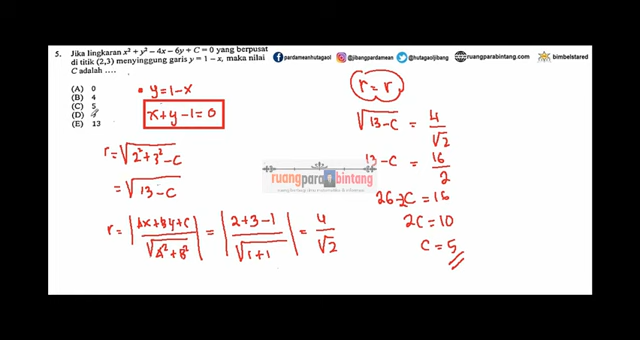 5. Jika lingkaran x² + y² − 4x − 6y + C = 0 yang berpusat
di titik (2,3) menyinggung garis y = 1 − x, maka nilai
C adalah ....
pardameanhutagaol @jibangpardamean @hutagaoljibang www.ruangparabintang.com bimbelstared
(A) 0
(B) 4
(C) 5
(D)
(E) 13
• y = 1 − x
x + y − 1 = 0
r = √(2² + 3² − C)
= √(13 − C)
r = |(Ax + By + C)/√(A² + B²)| = |(2 + 3 − 1)/√(1 + 1)| = 4/√2
r = r
√(13 − C) = 4/√2
13 − C = 16/2
26 − 2C = 16
2C = 10
C = 5
ruangparabintang